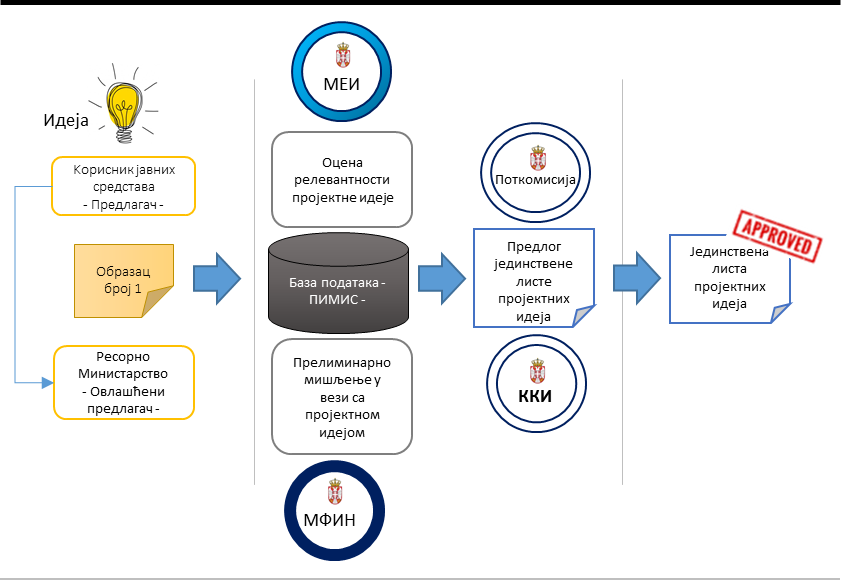 Идеја
Корисник јавних
средстава
- Предлагач -
Образац
број 1
Ресорно
Министарство
- Овлашћени
предлагач -
МЕИ
Оцена
релевантности
пројектне идеје
База података -
ПИМИС -
Прелиминарно
мишљење у
вези са
пројектном
идејом
МФИН
Поткомисија
Предлог
јединствене
листе
пројектних
идеја
ККИ
APPROVED
Јединствена
листа
пројектних
идеја